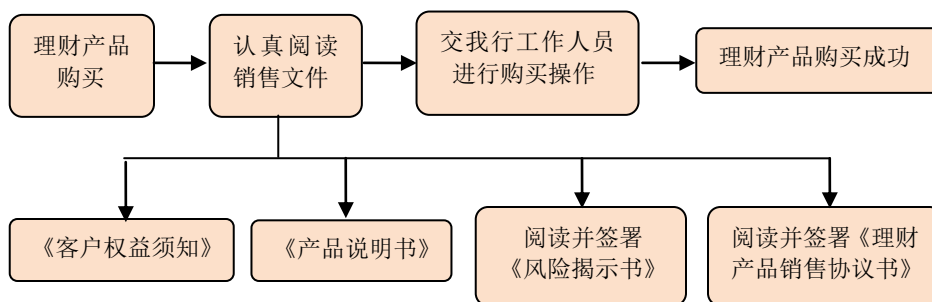 理财产品
购买
认真阅读
销售文件
交我行工作人员
进行购买操作
理财产品购买成功
《客户权益须知》
《产品说明书》
阅读并签署
《风险揭示书》
阅读并签署《理财
产品销售协议书》